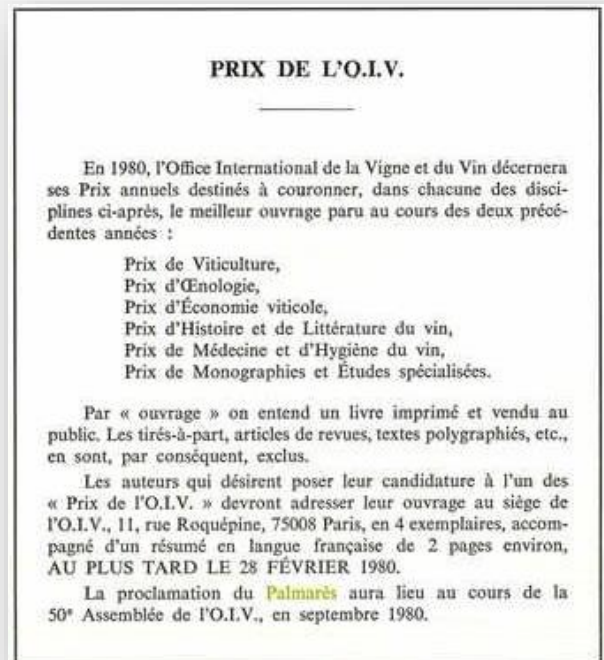 PRIX DE L'O.I.V.
En 1980, l'Office International de la Vigne et du Vin décernera
ses Prix annuels destinés à couronner, dans chacune des disci-
plines ci-après, le meilleur ouvrage paru au cours des deux précé-
dentes années :
Prix de Viticulture,
Prix d'Œnologie,
Prix d'Économie viticole,
Prix d'Histoire et de Littérature du vin,
Prix de Médecine et d'Hygiène du vin,
Prix de Monographies et Études spécialisées.
Par « ouvrage » on entend un livre imprimé et vendu au
public. Les tirés-à-part, articles de revues, textes polygraphiés, etc.,
en sont, par conséquent, exclus.
Les auteurs qui désirent poser leur candidature à l'un des
« Prix de l'O.I.V. » devront adresser leur ouvrage au siège de
l'O.I.V., 11, rue Roquépine, 75008 Paris, en 4 exemplaires, accom-
pagné d'un résumé en langue française de 2 pages environ,
AU PLUS TARD LE 28 FÉVRIER 1980.
La proclamation du Palmarès aura lieu au cours de la
50e Assemblée de l'O.I.V., en septembre 1980.